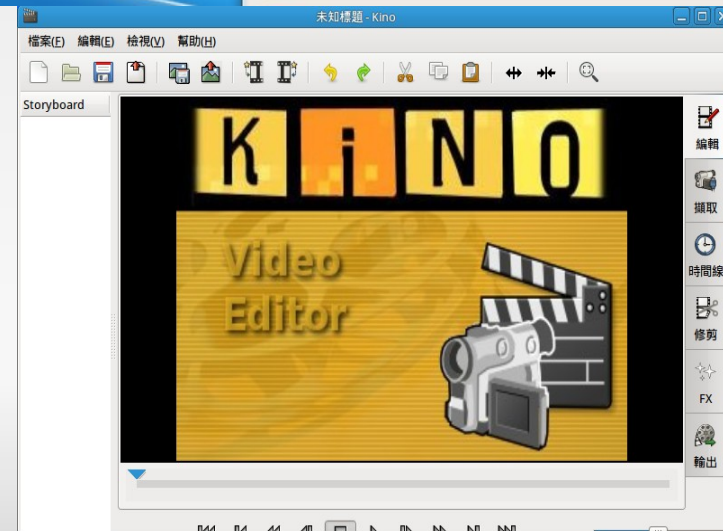 未知標題 - Kino
檔案(F) 編輯(E) 檢視(V) 幫助(H)
Storyboard
KiNO
Video
Editor
編輯
擷取
時間線
修剪
FX
輸出